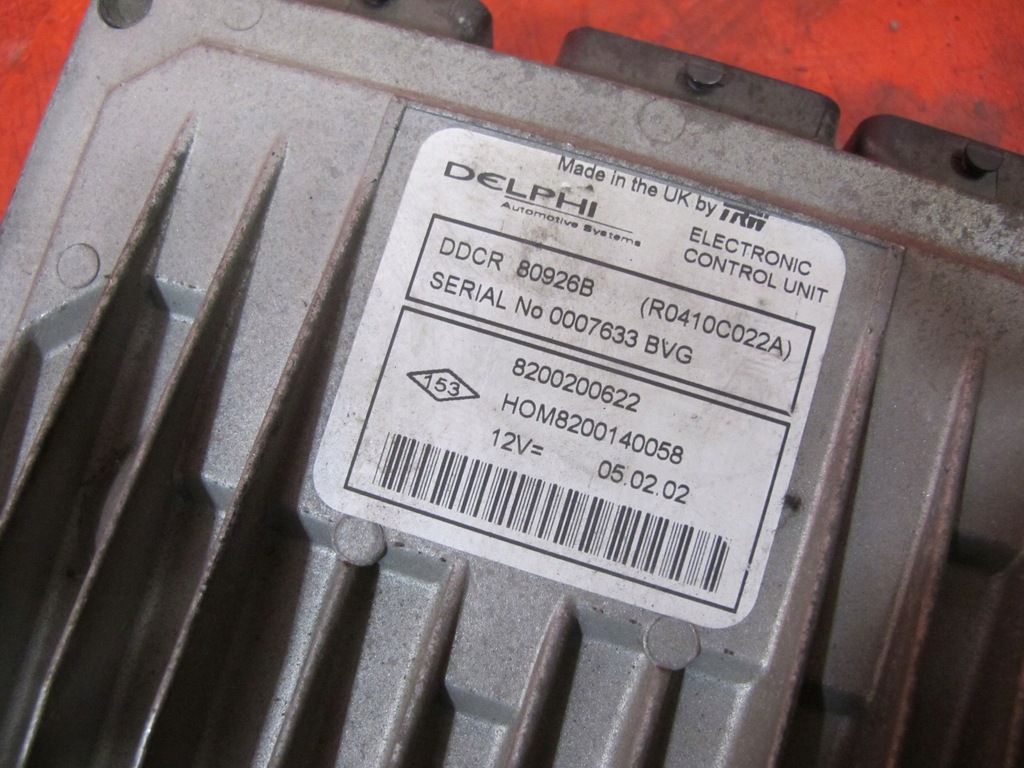 Made in the UK by TRW
DELPHI
Automotive Systems
ELECTRONIC
CONTROL UNIT
DDCR 80926B (R0410C022A)
SERIAL No 0007633 BVG
8200200622
153
HOM8200140058
12V= 05.02.02